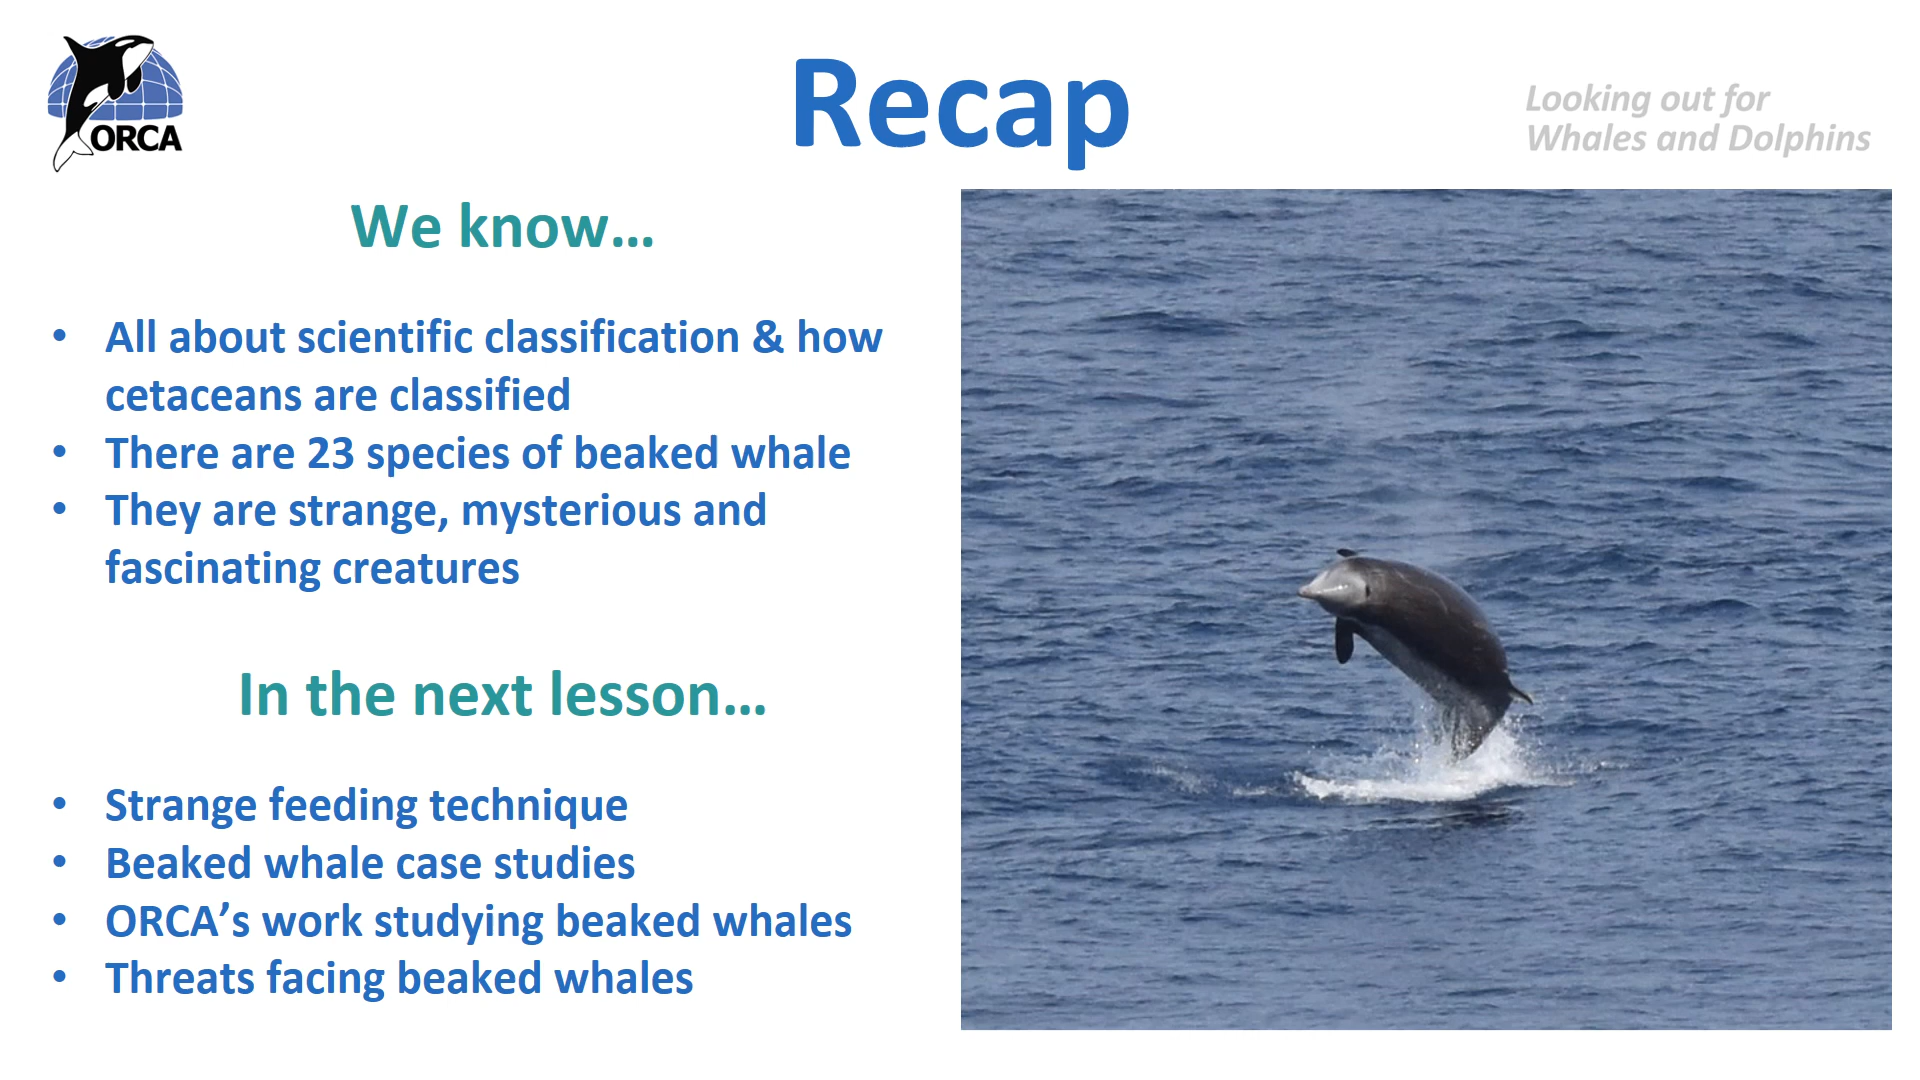 ORCA
Recap
Looking out for
Whales and Dolphins
We know...
• All about scientific classification & how
cetaceans are classified
• There are 23 species of beaked whale
• They are strange, mysterious and
fascinating creatures
In the next lesson...
• Strange feeding technique
• Beaked whale case studies
• ORCA’s work studying beaked whales
• Threats facing beaked whales